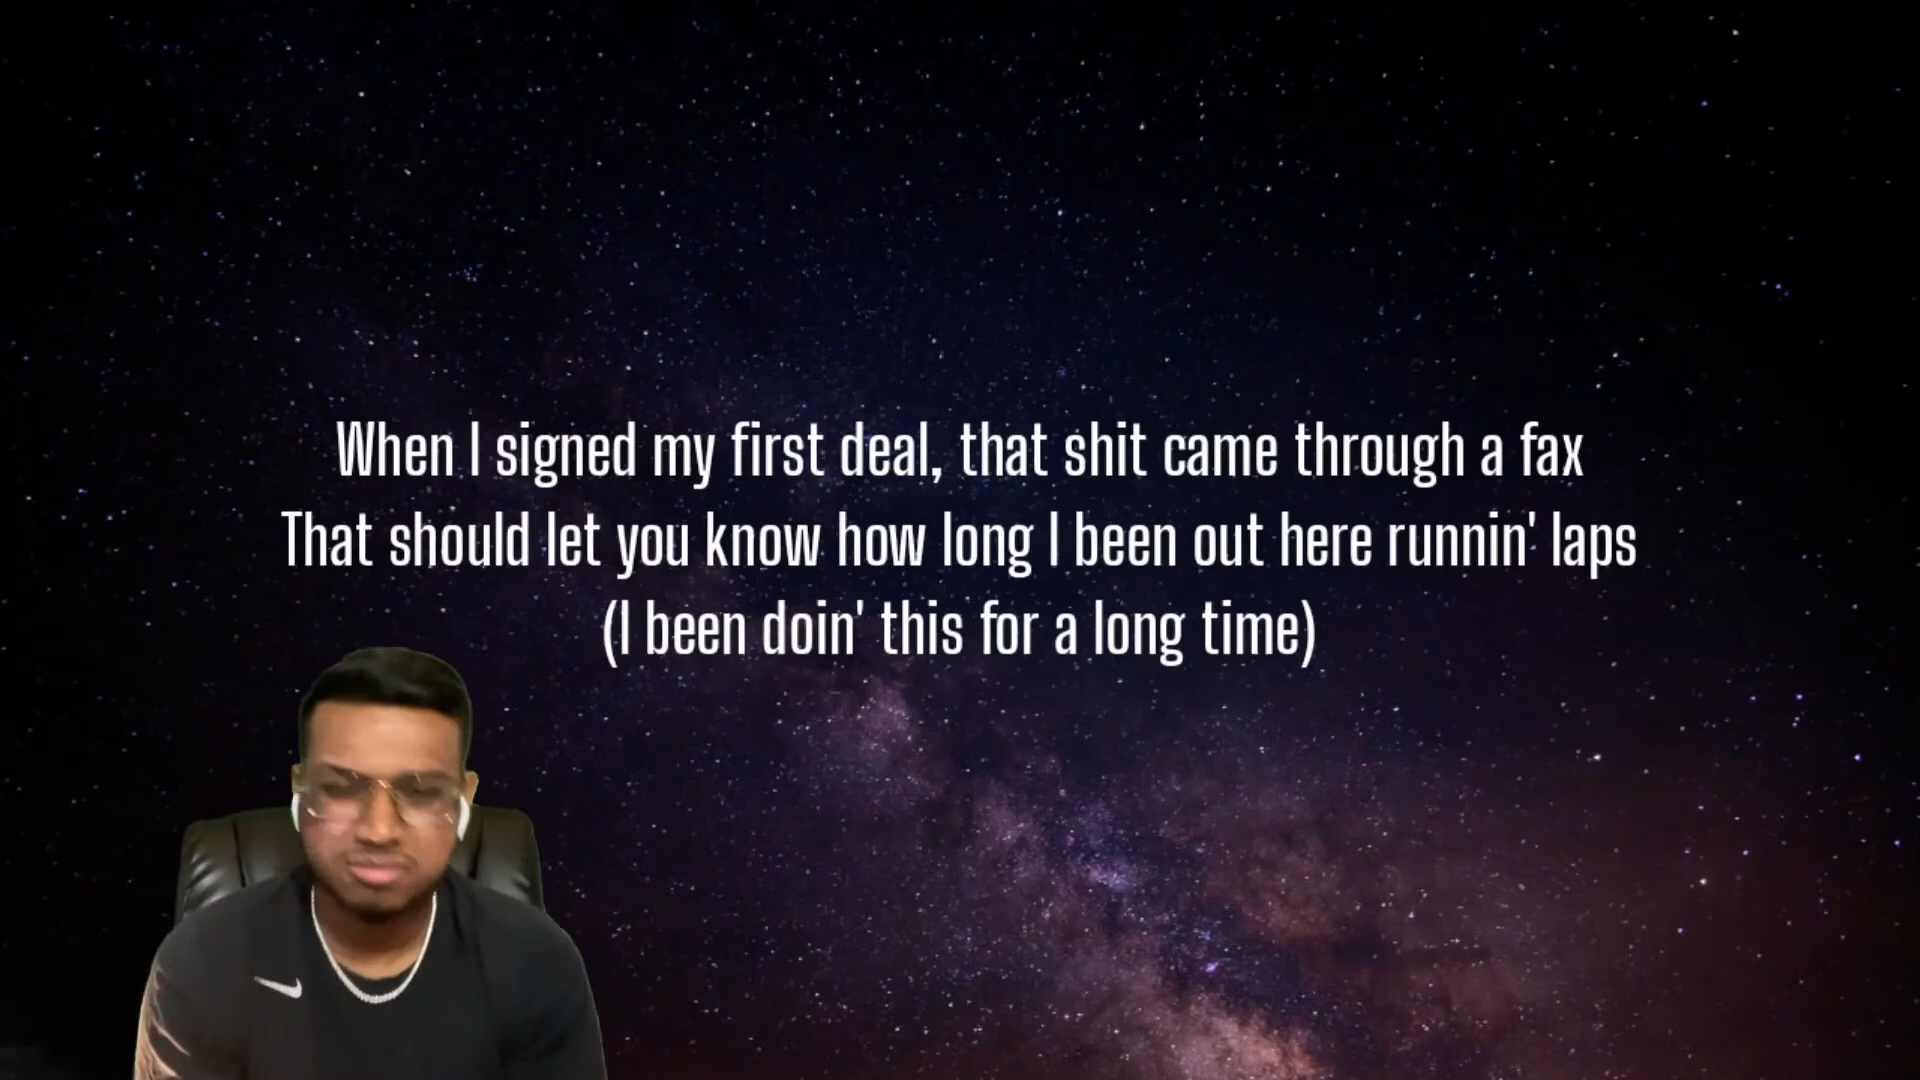 When I signed my first deal, that shit came through a fax
That should let you know how long I been out here runnin' laps
(I been doin' this for a long time)